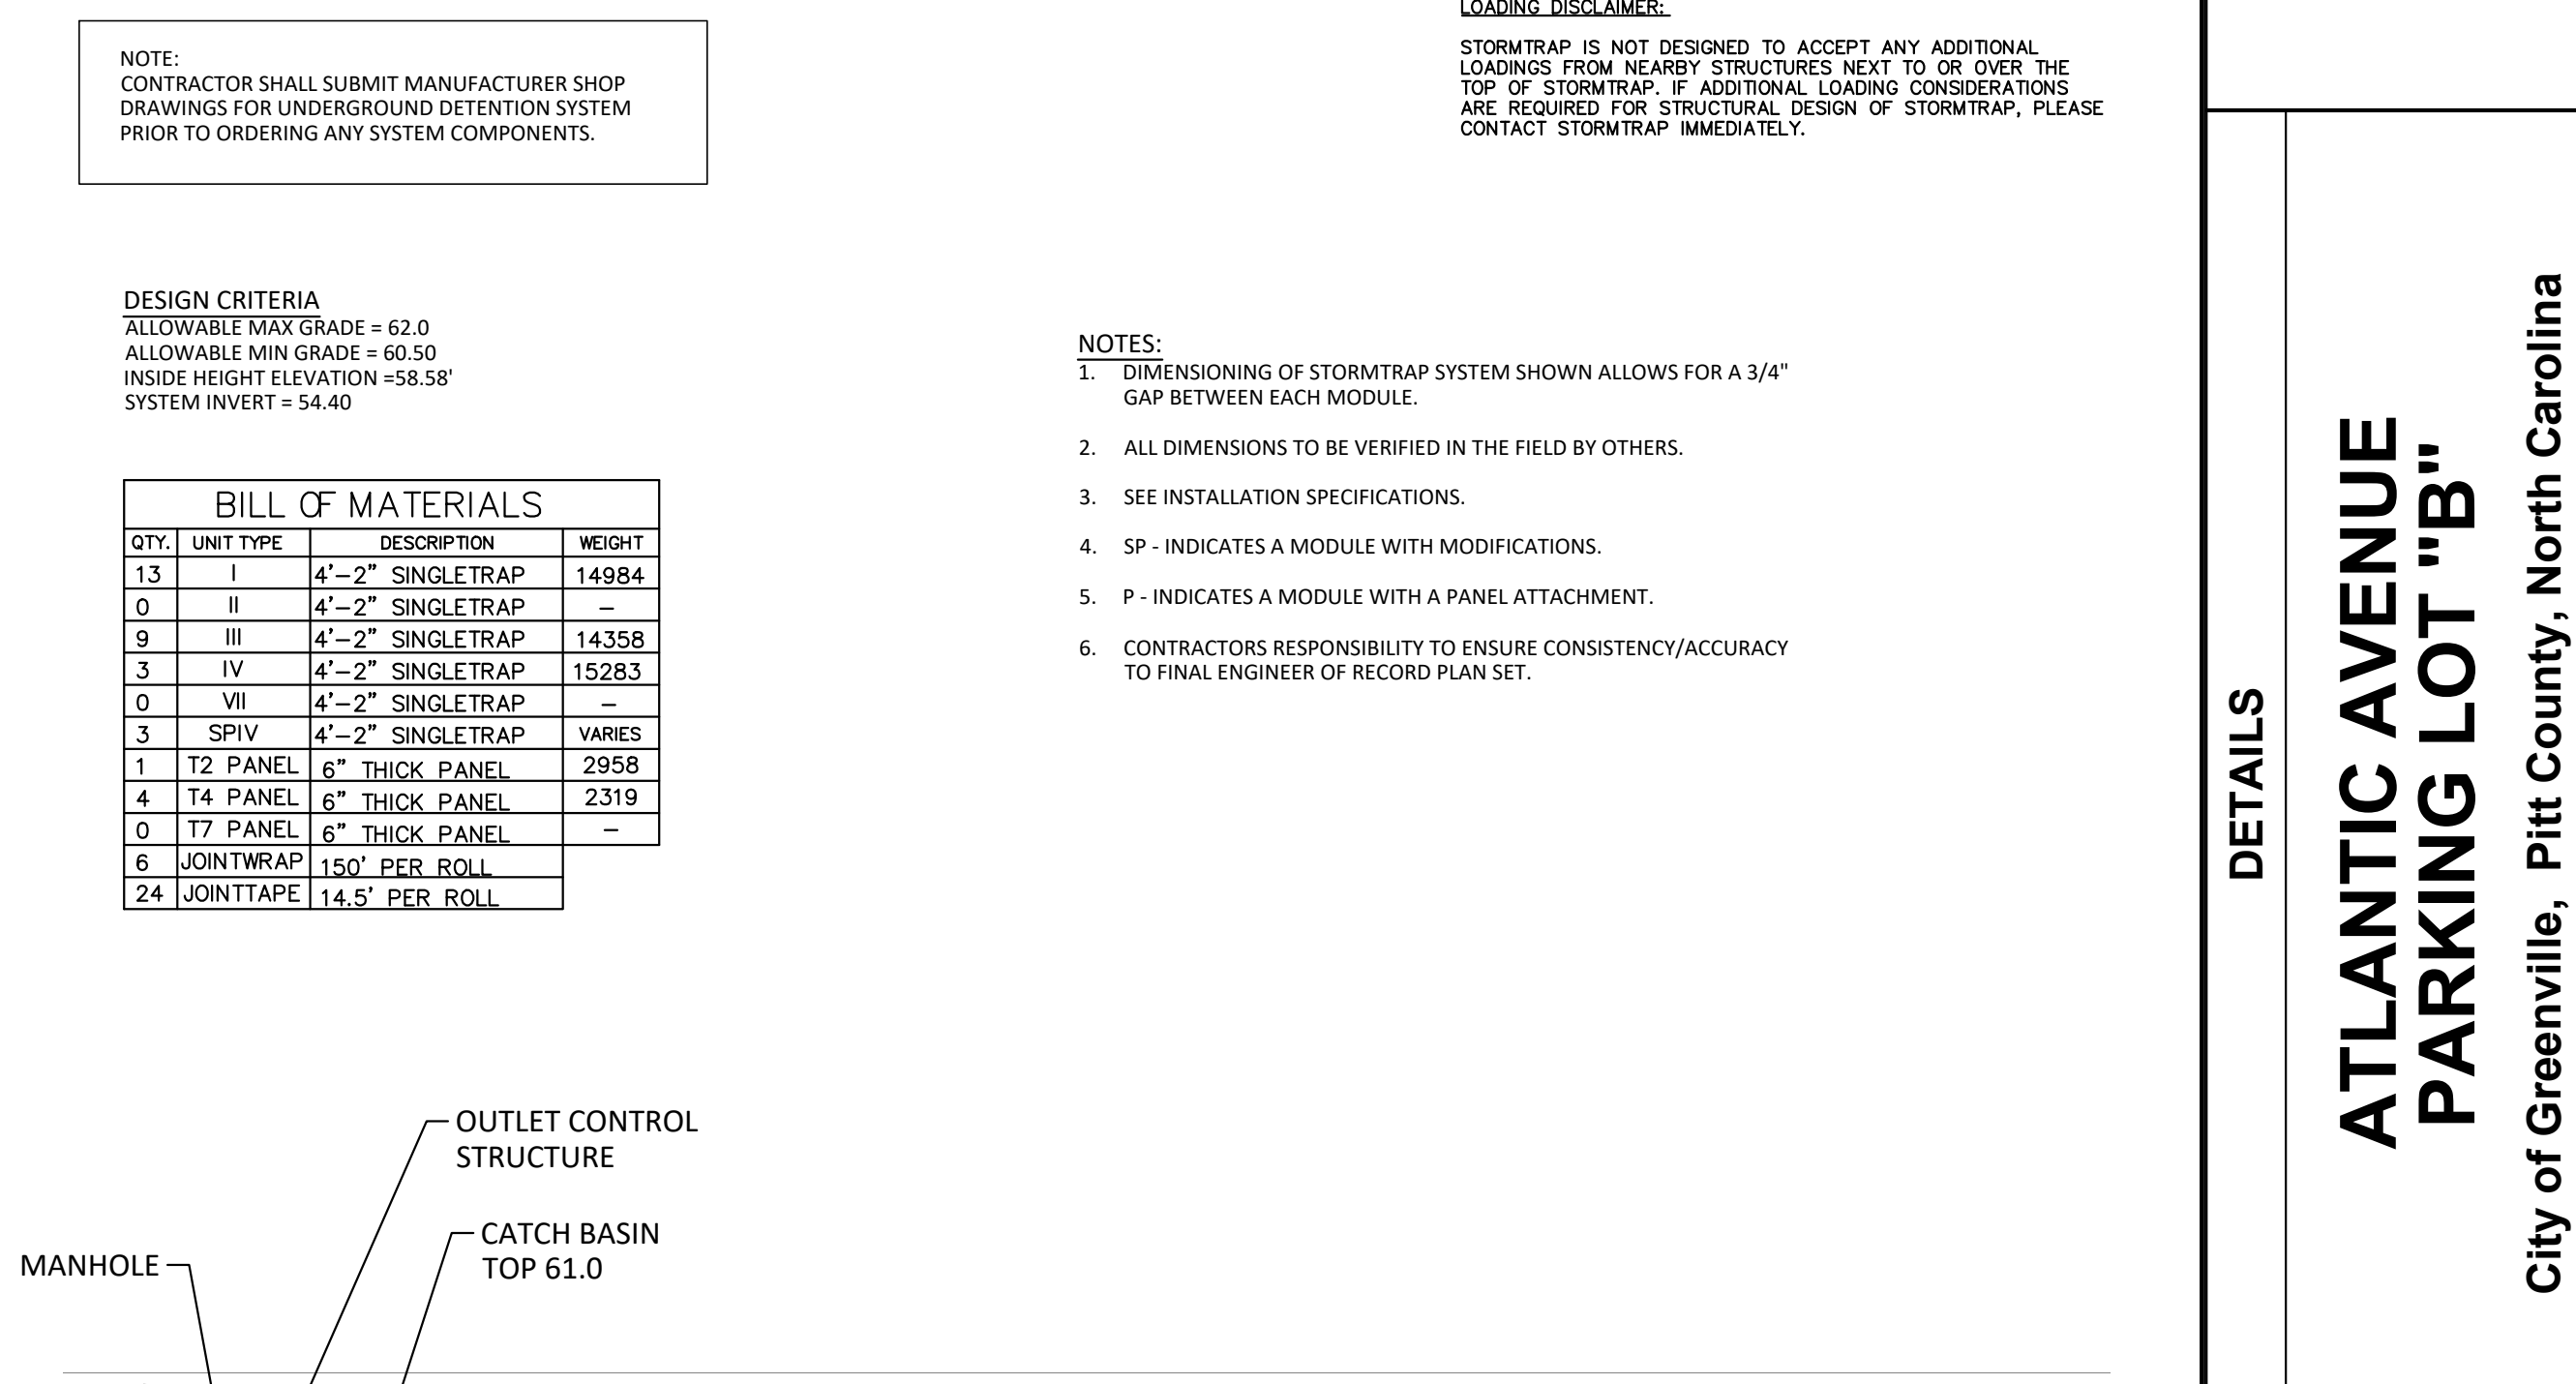 NOTE:
CONTRACTOR SHALL SUBMIT MANUFACTURER SHOP
DRAWINGS FOR UNDERGROUND DETENTION SYSTEM
PRIOR TO ORDERING ANY SYSTEM COMPONENTS.
LOADING DISCLAIMER:
STORMTRAP IS NOT DESIGNED TO ACCEPT ANY ADDITIONAL
LOADINGS FROM NEARBY STRUCTURES NEXT TO OR OVER THE
TOP OF STORMTRAP. IF ADDITIONAL LOADING CONSIDERATIONS
ARE REQUIRED FOR STRUCTURAL DESIGN OF STORMTRAP, PLEASE
CONTACT STORMTRAP IMMEDIATELY.
DESIGN CRITERIA
ALLOWABLE MAX GRADE = 62.0
ALLOWABLE MIN GRADE = 60.50
INSIDE HEIGHT ELEVATION =58.58'
SYSTEM INVERT = 54.40
BILL OF MATERIALS
QTY. UNIT TYPE DESCRIPTION WEIGHT
13 I 4'-2" SINGLETRAP 14984
0 II 4'-2" SINGLETRAP –
9 III 4'-2" SINGLETRAP 14358
3 IV 4'-2" SINGLETRAP 15283
0 VII 4'-2" SINGLETRAP –
3 SPIV 4'-2" SINGLETRAP VARIES
1 T2 PANEL 6" THICK PANEL 2958
4 T4 PANEL 6" THICK PANEL 2319
0 T7 PANEL 6" THICK PANEL –
6 JOINTWRAP 150' PER ROLL
24 JOINTTAPE 14.5' PER ROLL
NOTES:
1. DIMENSIONING OF STORMTRAP SYSTEM SHOWN ALLOWS FOR A 3/4"
GAP BETWEEN EACH MODULE.
2. ALL DIMENSIONS TO BE VERIFIED IN THE FIELD BY OTHERS.
3. SEE INSTALLATION SPECIFICATIONS.
4. SP - INDICATES A MODULE WITH MODIFICATIONS.
5. P - INDICATES A MODULE WITH A PANEL ATTACHMENT.
6. CONTRACTORS RESPONSIBILITY TO ENSURE CONSISTENCY/ACCURACY
TO FINAL ENGINEER OF RECORD PLAN SET.
OUTLET CONTROL
STRUCTURE
CATCH BASIN
TOP 61.0
MANHOLE
DETAILS
ATLANTIC AVENUE
PARKING LOT "B"
City of Greenville, Pitt County, North Carolina